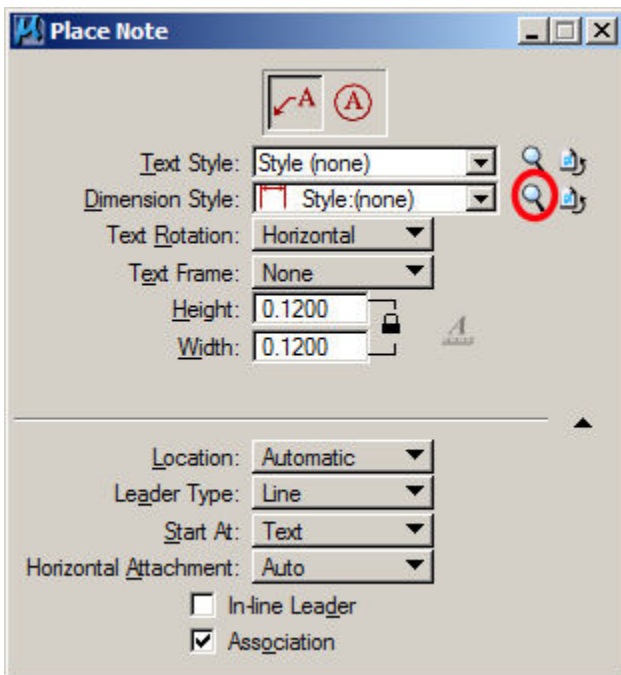 Place Note
A A
Text Style: Style (none)
Dimension Style: Style:(none)
Text Rotation: Horizontal
Text Frame: None
Height: 0.1200
Width: 0.1200
A
Location: Automatic
Leader Type: Line
Start At: Text
Horizontal Attachment: Auto
In-line Leader
Association